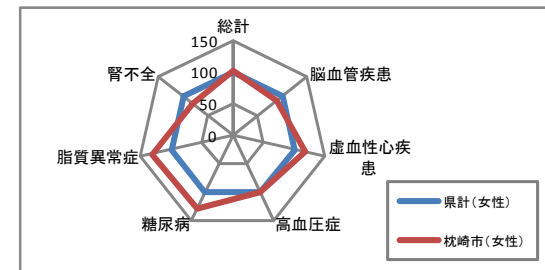 総計
150
100
50
0
脳血管疾患
虚血性心疾
患
高血圧症
糖尿病
脂質異常症
腎不全
県計(女性)
枕崎市(女性)